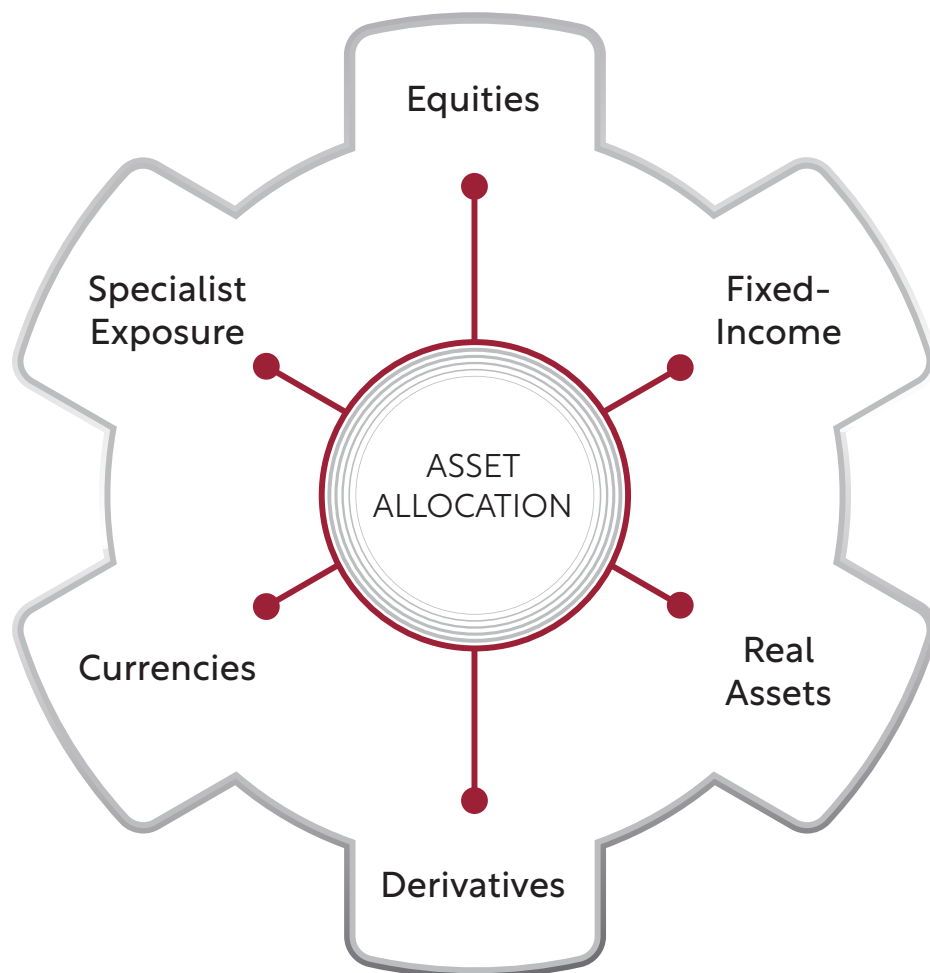 Equities
Specialist
Exposure
Fixed-
Income
ASSET
ALLOCATION
Currencies
Real
Assets
Derivatives